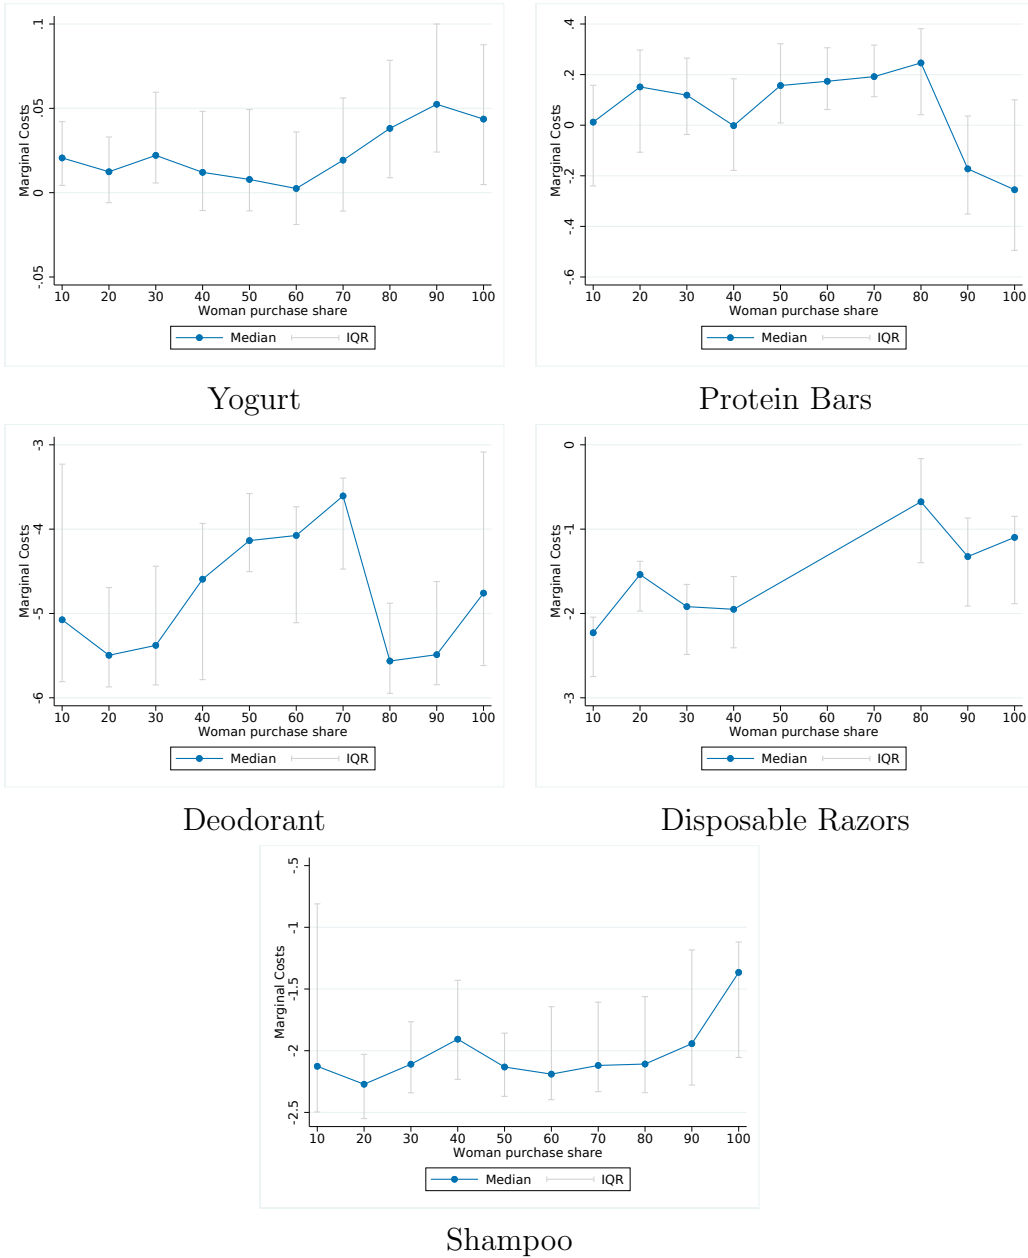 .1
.05
0
-.05
Marginal Costs
10 20 30 40 50 60 70 80 90 100
Woman purchase share
Median IQR
Yogurt
.4
.2
0
-.2
-.4
-.6
Marginal Costs
10 20 30 40 50 60 70 80 90 100
Woman purchase share
Median IQR
Protein Bars
-3
-4
-5
-6
Marginal Costs
10 20 30 40 50 60 70 80 90 100
Woman purchase share
Median IQR
Deodorant
0
-1
-2
-3
Marginal Costs
10 20 30 40 50 60 70 80 90 100
Woman purchase share
Median IQR
Disposable Razors
-.5
-1
-1.5
-2
-2.5
Marginal Costs
10 20 30 40 50 60 70 80 90 100
Woman purchase share
Median IQR
Shampoo